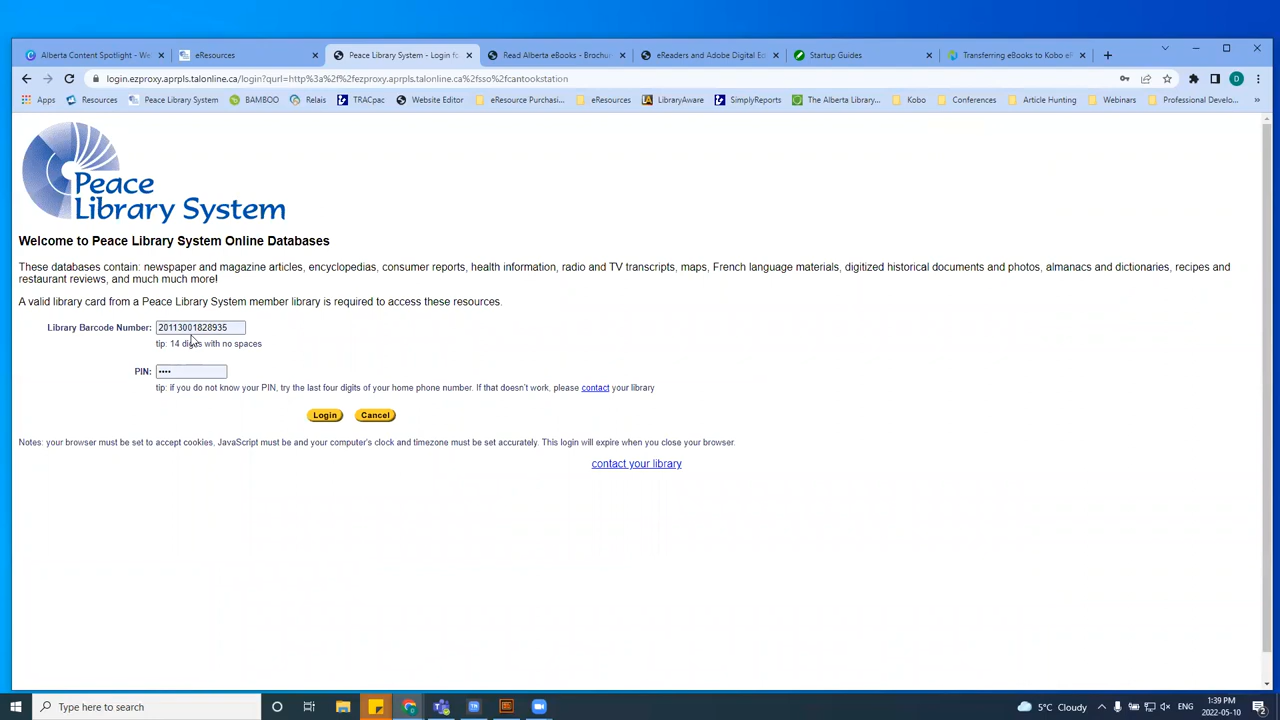 Alberta Content Spotlight - We
eResources
Peace Library System - Login fo
Read Alberta eBooks - Brochu
eReaders and Adobe Digital Ed
Startup Guides
Transferring eBooks to Kobo eR
login.ezproxy.aprpls.talonline.ca/login?qurl=http%3a%2f%2fezproxy.aprpls.talonline.ca%2fsso%2fcantookstation
Apps
Resources
Peace Library System
BAMBOO
Relais
TRACpac
Website Editor
eResource Purchasi...
eResources
LibraryAware
SimplyReports
The Alberta Library...
Kobo
Conferences
Article Hunting
Webinars
Professional Develo...
Peace
Library System
Welcome to Peace Library System Online Databases
These databases contain: newspaper and magazine articles, encyclopedias, consumer reports, health information, radio and TV transcripts, maps, French language materials, digitized historical documents and photos, almanacs and dictionaries, recipes and
restaurant reviews, and much much more!
A valid library card from a Peace Library System member library is required to access these resources.
Library Barcode Number: 20113001828935
tip: 14 digits with no spaces
PIN: ••••
tip: if you do not know your PIN, try the last four digits of your home phone number. If that doesn't work, please contact your library
Login
Cancel
Notes: your browser must be set to accept cookies, JavaScript must be and your computer's clock and timezone must be set accurately. This login will expire when you close your browser.
contact your library
Type here to search
5°C Cloudy
ENG
1:39 PM
2022-05-10
2